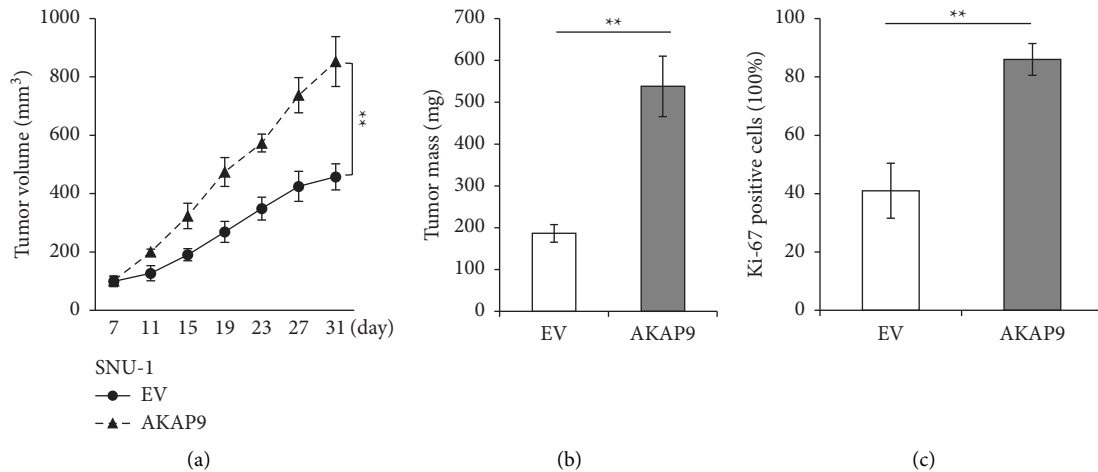 Tumor volume (mm³)
1000
800
600
400
200
0
**
7 11 15 19 23 27 31 (day)
SNU-1
EV
AKAP9
(a)
Tumor mass (mg)
700
600
500
400
300
200
100
0
**
EV AKAP9
(b)
Ki-67 positive cells (100%)
100
80
60
40
20
0
**
EV AKAP9
(c)